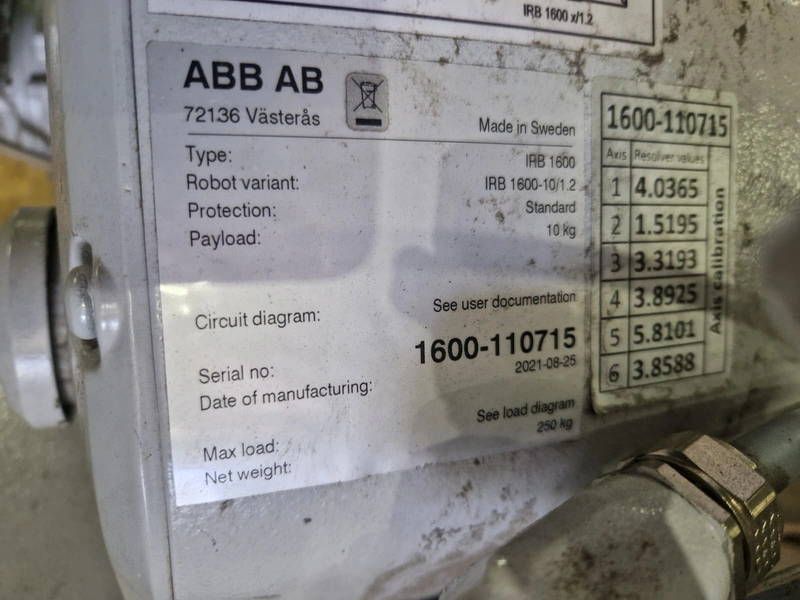 IRB 1600 x/1.2
ABB AB
72136 Västerås
Made in Sweden
Type: IRB 1600
Robot variant: IRB 1600-10/1.2
Protection: Standard
Payload: 10 kg
Circuit diagram: See user documentation
Serial no: 1600-110715
Date of manufacturing: 2021-08-25
Max load: See load diagram
Net weight: 250 kg
1600-110715
Axis Resolver values
1 4.0365
2 1.5195
3 3.3193
4 3.8925
5 5.8101
6 3.8588
Axis calibration